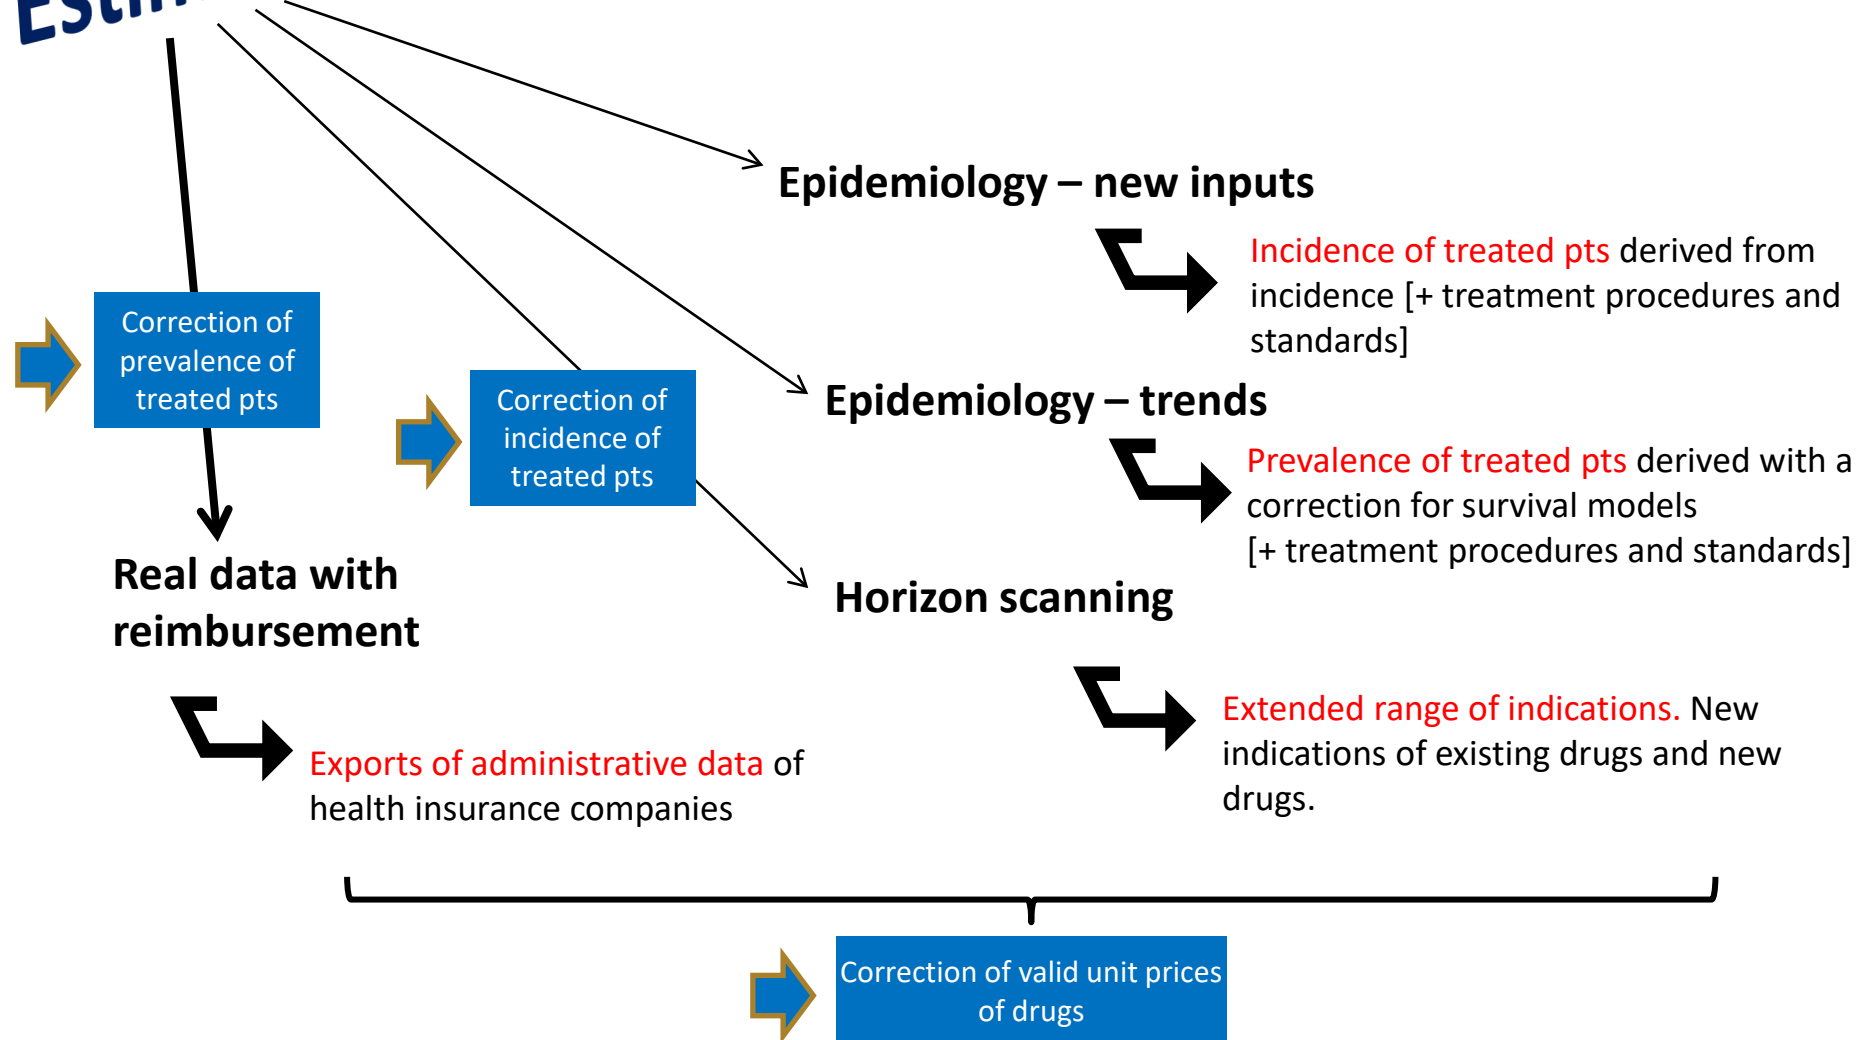 Epidemiology – new inputs
Incidence of treated pts derived from
incidence [+ treatment procedures and
standards]
Correction of
prevalence of
treated pts
Correction of
incidence of
treated pts
Epidemiology – trends
Prevalence of treated pts derived with a
correction for survival models
[+ treatment procedures and standards]
Real data with
reimbursement
Horizon scanning
Exports of administrative data of
health insurance companies
Extended range of indications. New
indications of existing drugs and new
drugs.
Correction of valid unit prices
of drugs